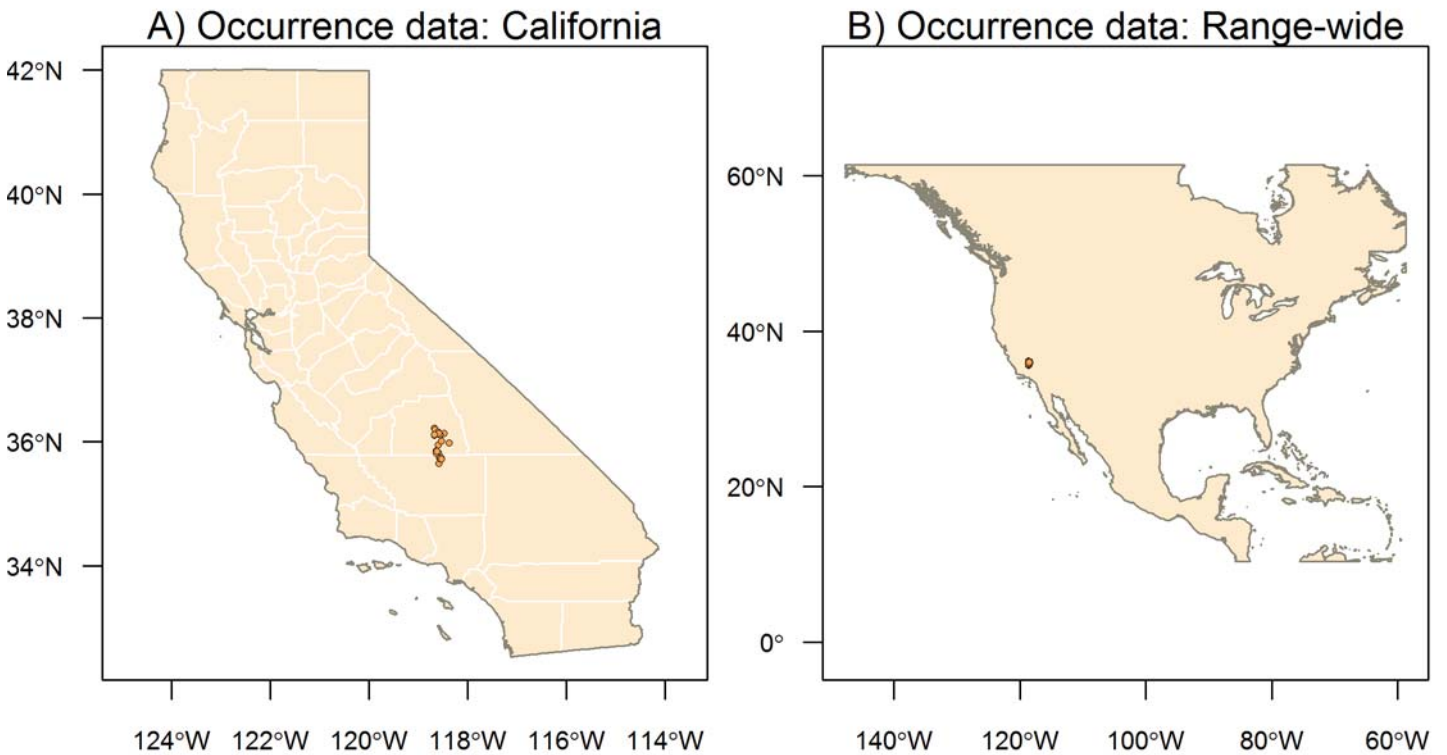 A) Occurrence data: California
42°N
40°N
38°N
36°N
34°N
124°W 122°W 120°W 118°W 116°W 114°W
B) Occurrence data: Range-wide
60°N
40°N
20°N
0°
140°W 120°W 100°W 80°W 60°W